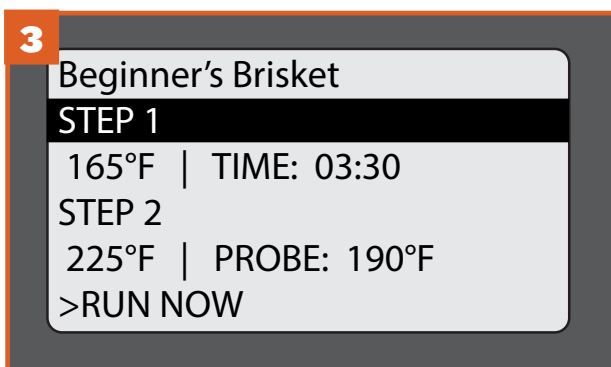 3
Beginner's Brisket
STEP 1
165°F | TIME: 03:30
STEP 2
225°F | PROBE: 190°F
>RUN NOW